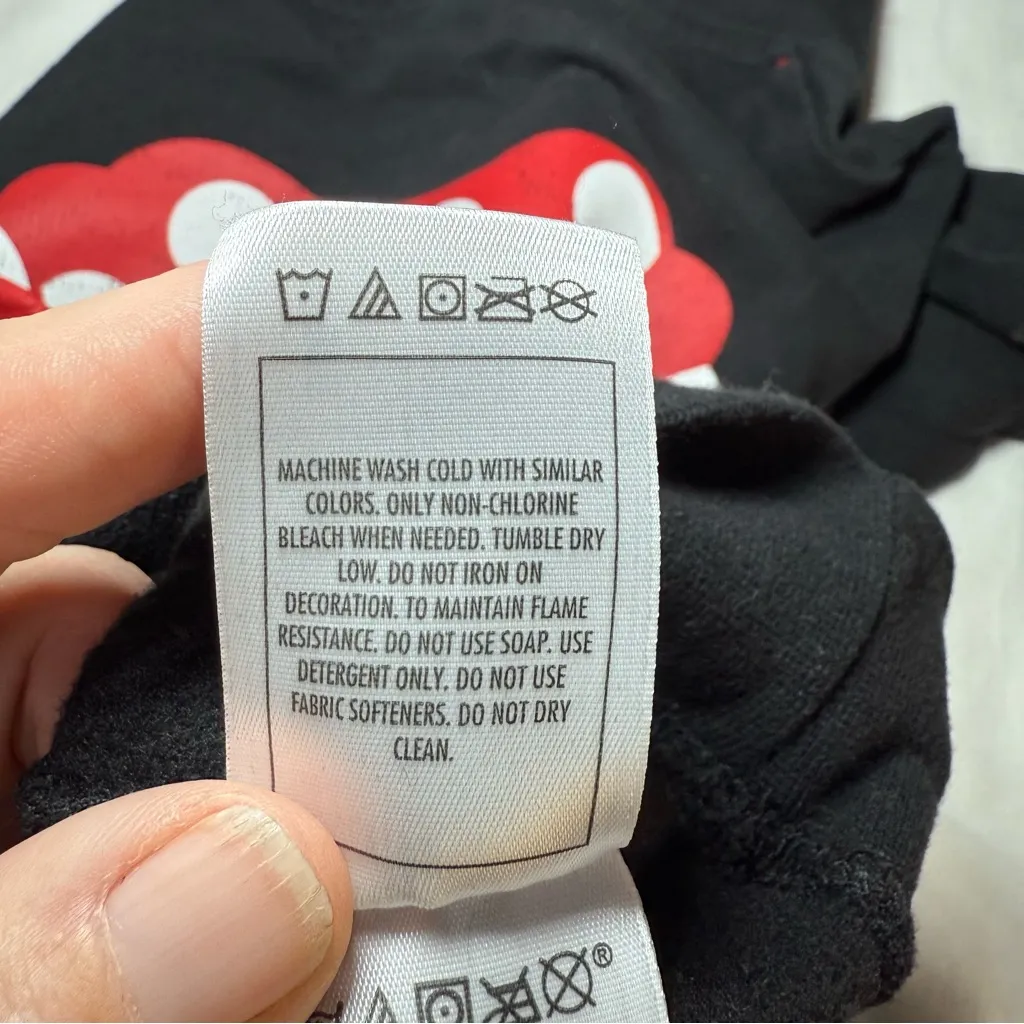 MACHINE WASH COLD WITH SIMILAR
COLORS. ONLY NON-CHLORINE
BLEACH WHEN NEEDED. TUMBLE DRY
LOW. DO NOT IRON ON
DECORATION. TO MAINTAIN FLAME
RESISTANCE. DO NOT USE SOAP. USE
DETERGENT ONLY. DO NOT USE
FABRIC SOFTENERS. DO NOT DRY
CLEAN.
®